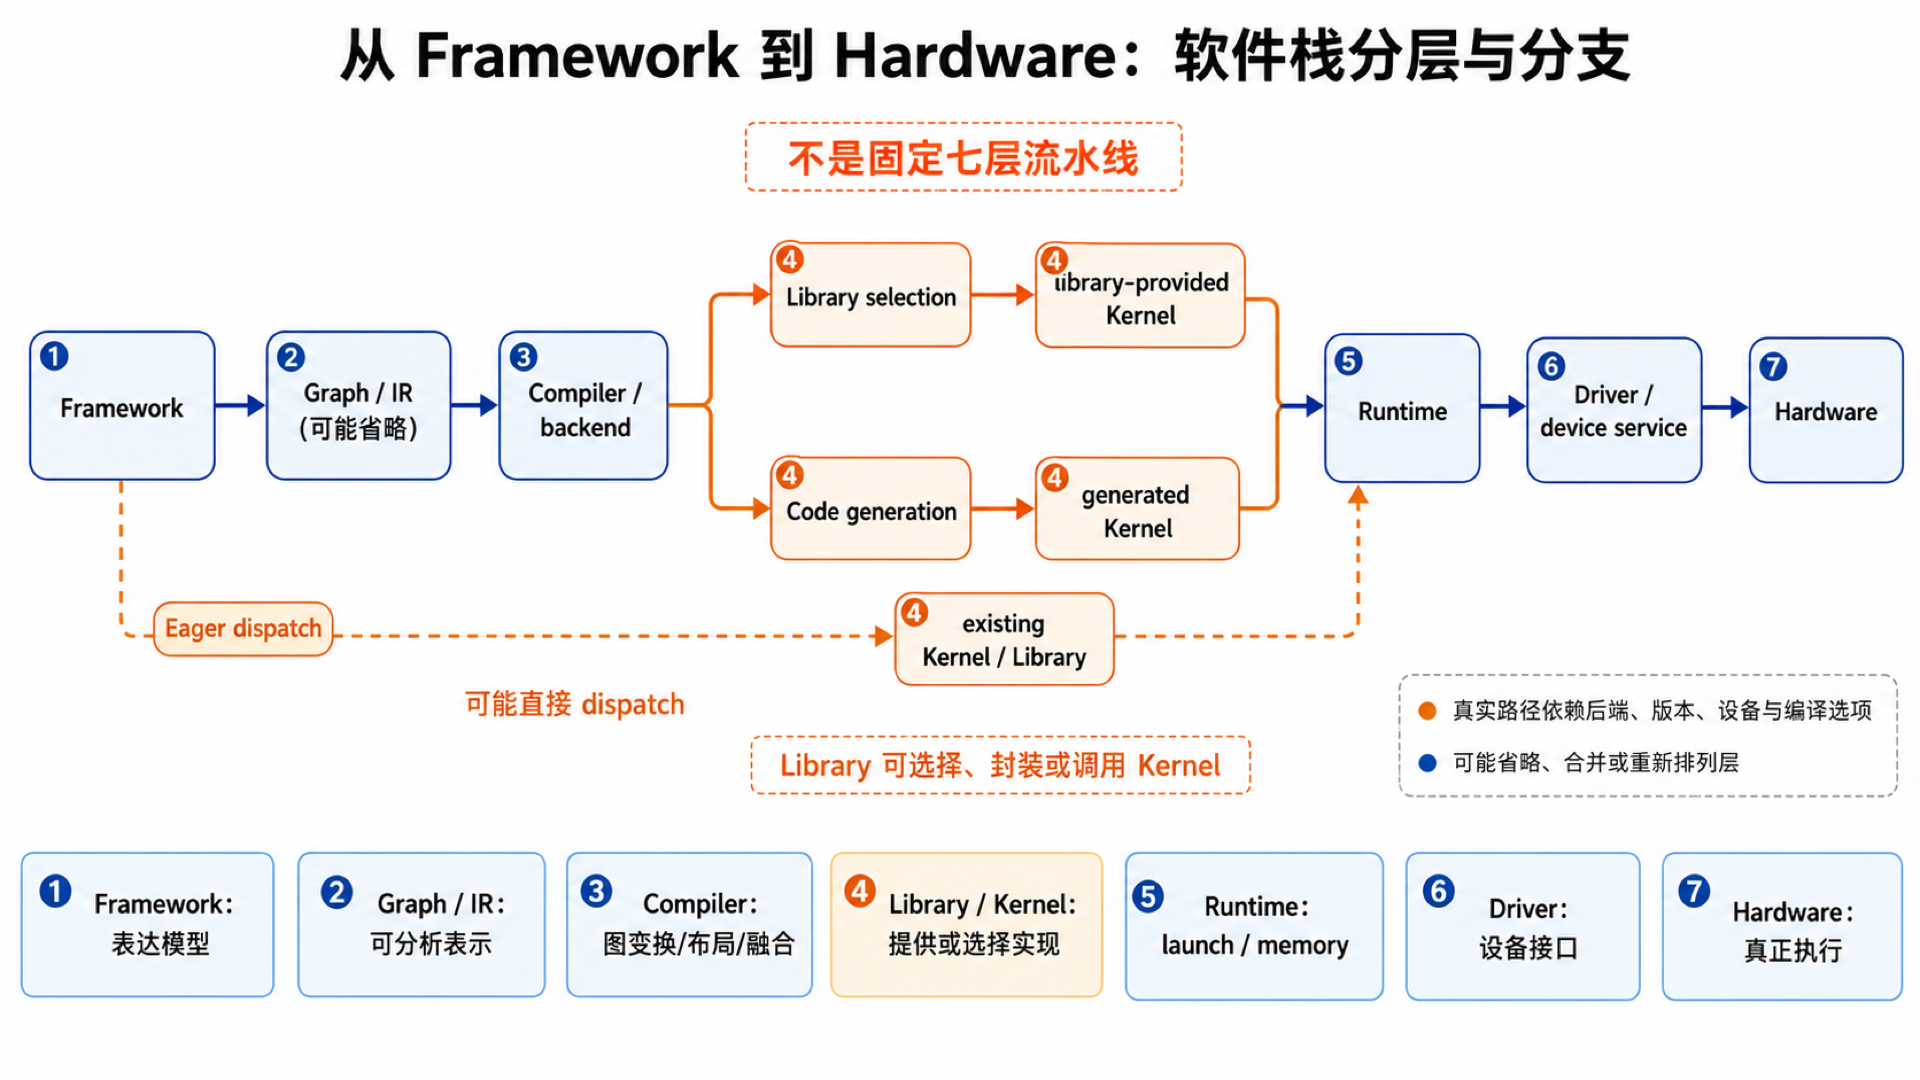 从 Framework 到 Hardware：软件栈分层与分支
不是固定七层流水线
1
Framework
2
Graph / IR
(可能省略)
3
Compiler /
backend
4
Library selection
4
library-provided
Kernel
4
Code generation
4
generated
Kernel
5
Runtime
6
Driver /
device service
7
Hardware
Eager dispatch
4
existing
Kernel / Library
可能直接 dispatch
Library 可选择、封装或调用 Kernel
真实路径依赖后端、版本、设备与编译选项
可能省略、合并或重新排列层
1
Framework：
表达模型
2
Graph / IR：
可分析表示
3
Compiler：
图变换/布局/融合
4
Library / Kernel：
提供或选择实现
5
Runtime：
launch / memory
6
Driver：
设备接口
7
Hardware：
真正执行